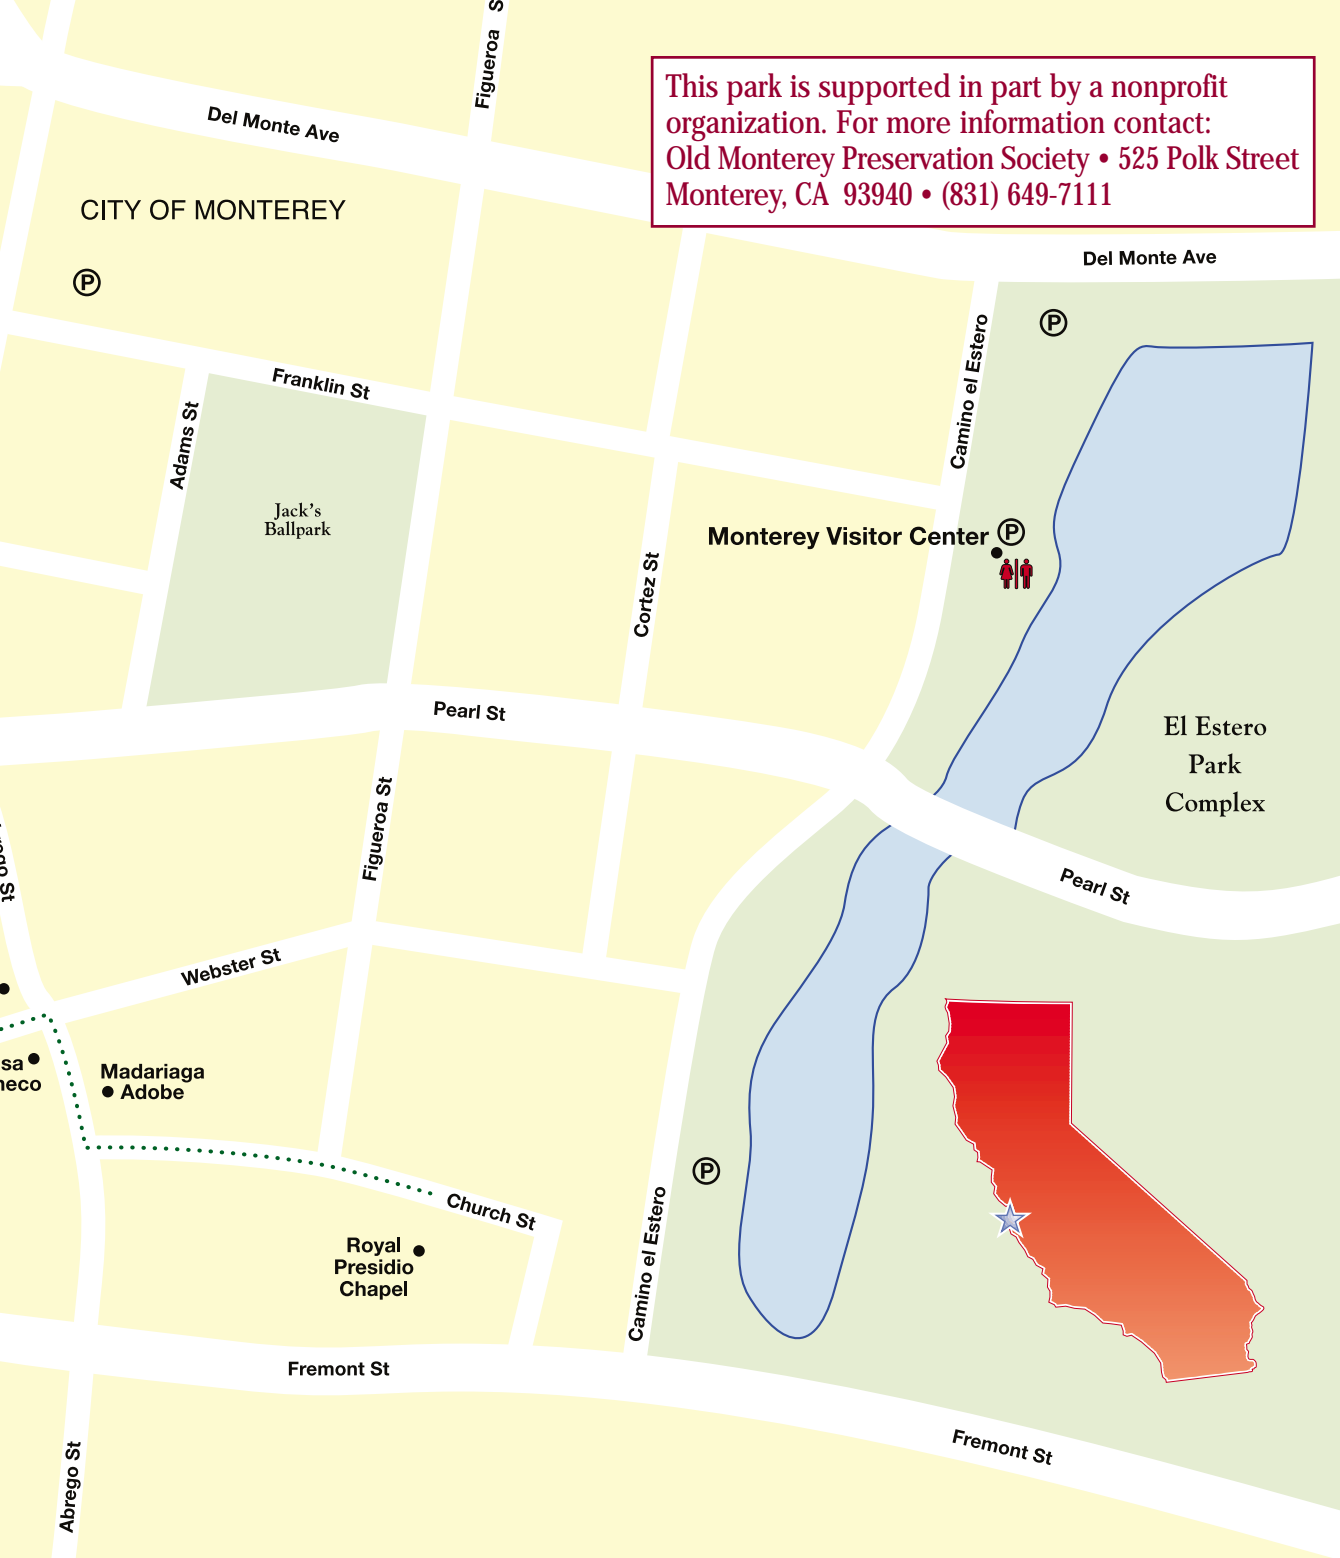 Figueroa S
This park is supported in part by a nonprofit
organization. For more information contact:
Old Monterey Preservation Society • 525 Polk Street
Monterey, CA 93940 • (831) 649-7111
Del Monte Ave
CITY OF MONTEREY
P
Del Monte Ave
P
Camino el Estero
Franklin St
Adams St
Jack's
Ballpark
Monterey Visitor Center P
Cortez St
Pearl St
El Estero
Park
Complex
Figueroa St
Pearl St
St
Webster St
sa
heco
Madariaga
Adobe
P
Church St
Royal
Presidio
Chapel
Camino el Estero
Fremont St
Fremont St
Abrego St